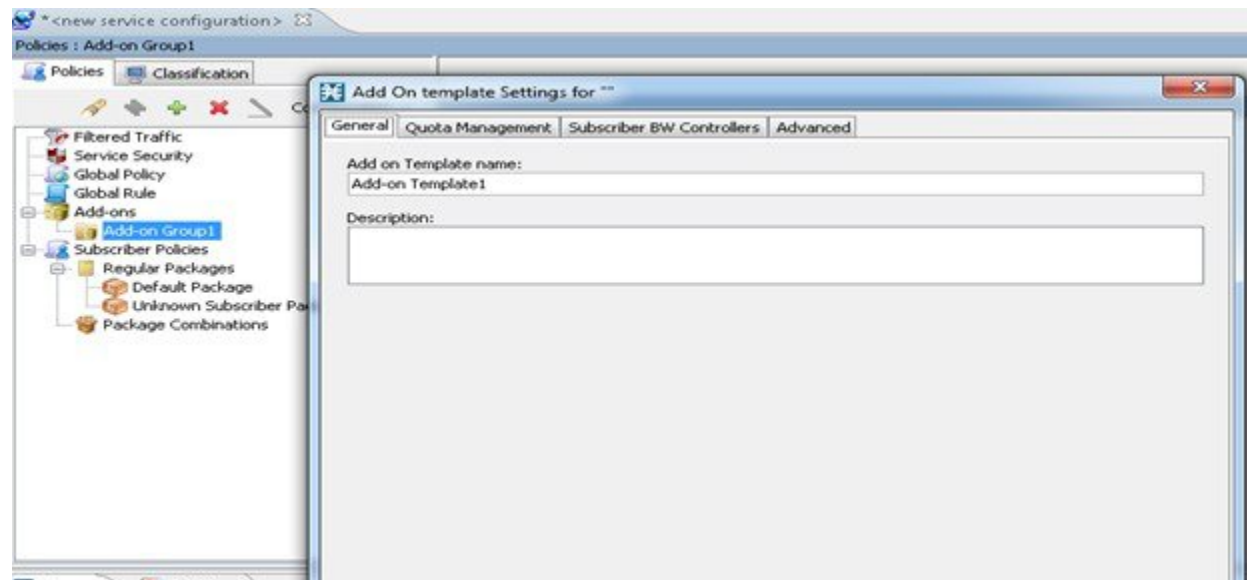 *<new service configuration>
Policies : Add-on Group1
Policies Classification
Filtered Traffic
Service Security
Global Policy
Global Rule
Add-ons
Add-on Group1
Subscriber Policies
Regular Packages
Default Package
Unknown Subscriber
Package Combinations
Add On template Settings for ""
General Quota Management Subscriber BW Controllers Advanced
Add on Template name:
Add-on Template1
Description: